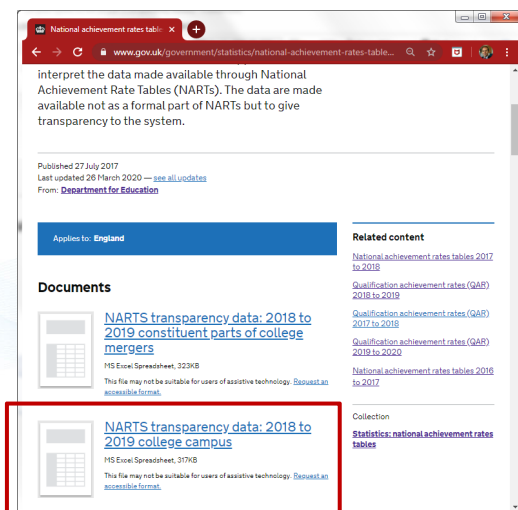 National achievement rates table
www.gov.uk/government/statistics/national-achievement-rates-table...
interpret the data made available through National
Achievement Rate Tables (NARTs). The data are made
available not as a formal part of NARTs but to give
transparency to the system.
Published 27 July 2017
Last updated 26 March 2020 — see all updates
From: Department for Education
Applies to: England
Documents
NARTS transparency data: 2018 to
2019 constituent parts of college
mergers
MS Excel Spreadsheet, 323KB
This file may not be suitable for users of assistive technology. Request an
accessible format.
NARTS transparency data: 2018 to
2019 college campus
MS Excel Spreadsheet, 317KB
This file may not be suitable for users of assistive technology. Request an
accessible format.
Related content
National achievement rates tables 2017
to 2018
Qualification achievement rates (QAR)
2018 to 2019
Qualification achievement rates (QAR)
2017 to 2018
Qualification achievement rates (QAR)
2019 to 2020
National achievement rates tables 2016
to 2017
Collection
Statistics: national achievement rates
tables